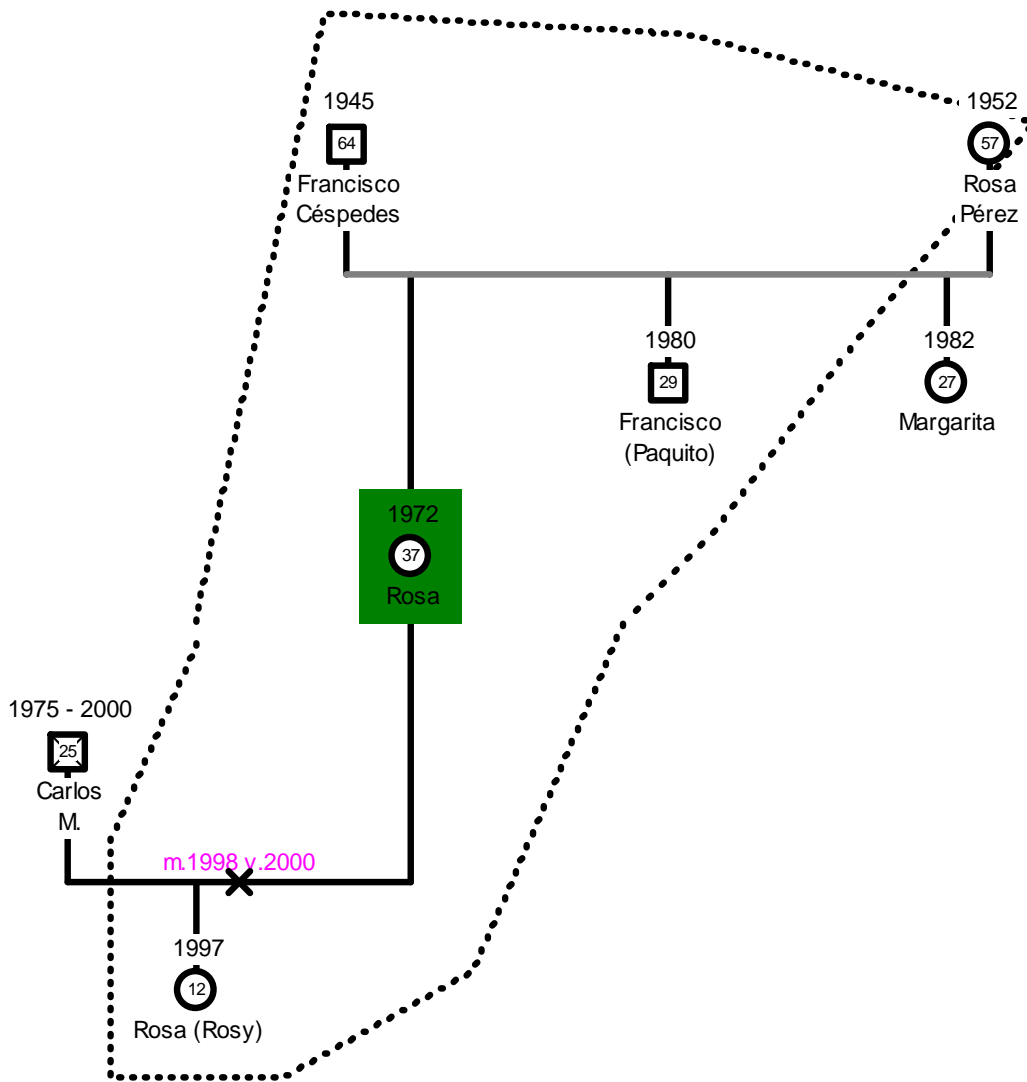 1945
64
Francisco
Céspedes
1952
57
Rosa
Pérez
1980
29
Francisco
(Paquito)
1982
27
Margarita
1972
37
Rosa
1975 - 2000
25
Carlos
M.
m.1998 v.2000
1997
12
Rosa (Rosy)